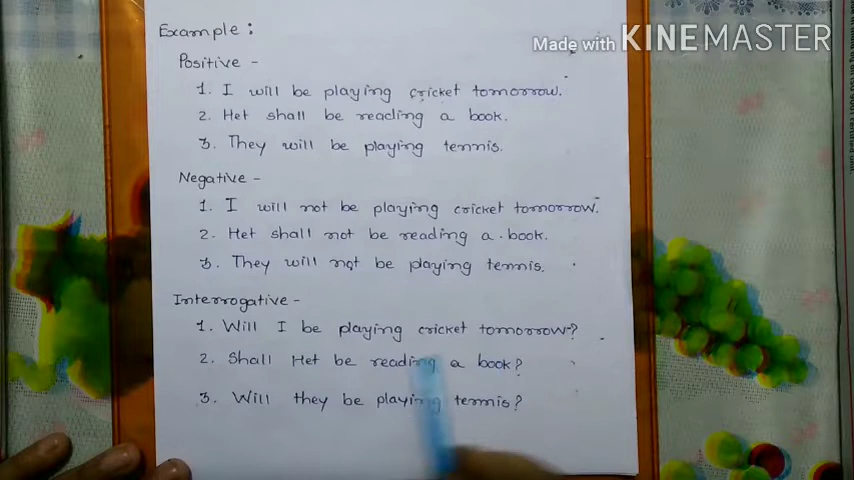 Example :
Made with KINEMASTER
Positive -
1. I will be playing cricket tomorrow.
2. Het shall be reading a book.
3. They will be playing tennis.
Negative -
1. I will not be playing cricket tomorrow.
2. Het shall not be reading a book.
3. They will not be playing tennis.
Interrogative -
1. Will I be playing cricket tomorrow?
2. Shall Het be reading a book?
3. Will they be playing tennis?